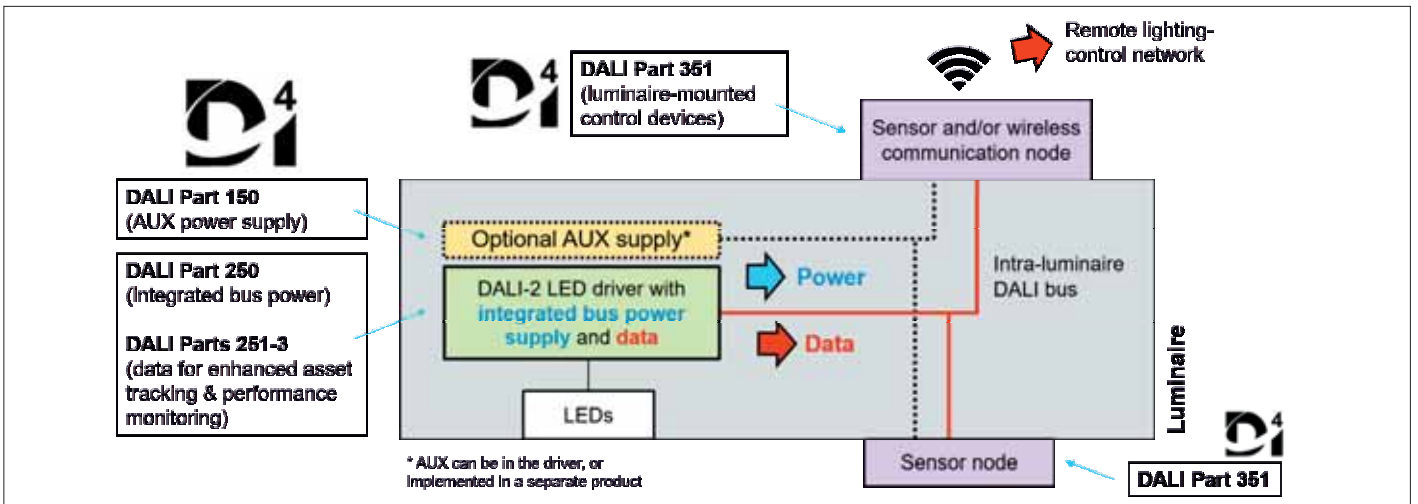 D4i
DALI Part 150
(AUX power supply)
DALI Part 250
(integrated bus power)
DALI Parts 251-3
(data for enhanced asset
tracking & performance
monitoring)
D4i
DALI Part 351
(luminaire-mounted
control devices)
Remote lighting-
control network
Sensor and/or wireless
communication node
Optional AUX supply*
DALI-2 LED driver with
integrated bus power
supply and data
Power
Data
Intra-luminaire
DALI bus
LEDs
Luminaire
* AUX can be in the driver, or
implemented in a separate product
Sensor node
D4i
DALI Part 351